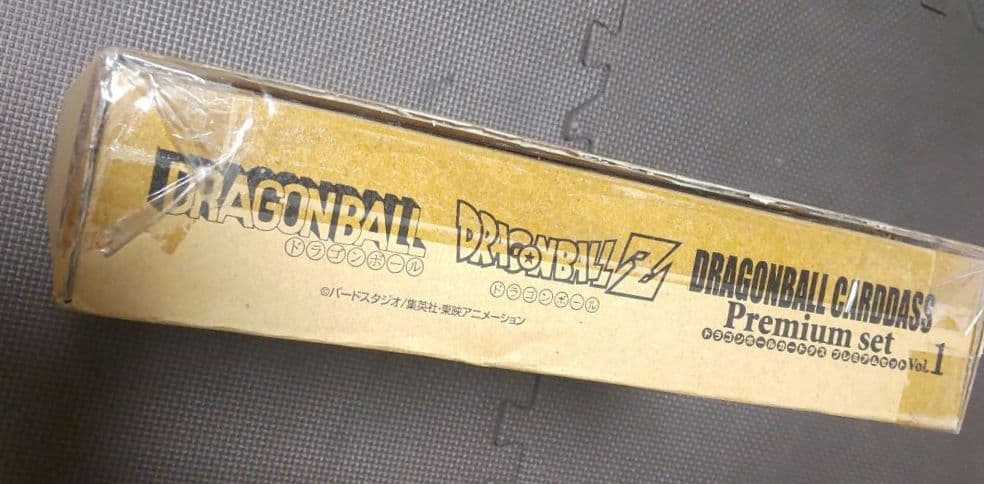 DRAGONBALL
ドラゴンボール
DRAGONBALL Z
ドラゴンボール
©バードスタジオ/集英社・東映アニメーション
DRAGONBALL CARDDASS
Premium set
ドラゴンボールカードダス プレミアムセット Vol.1